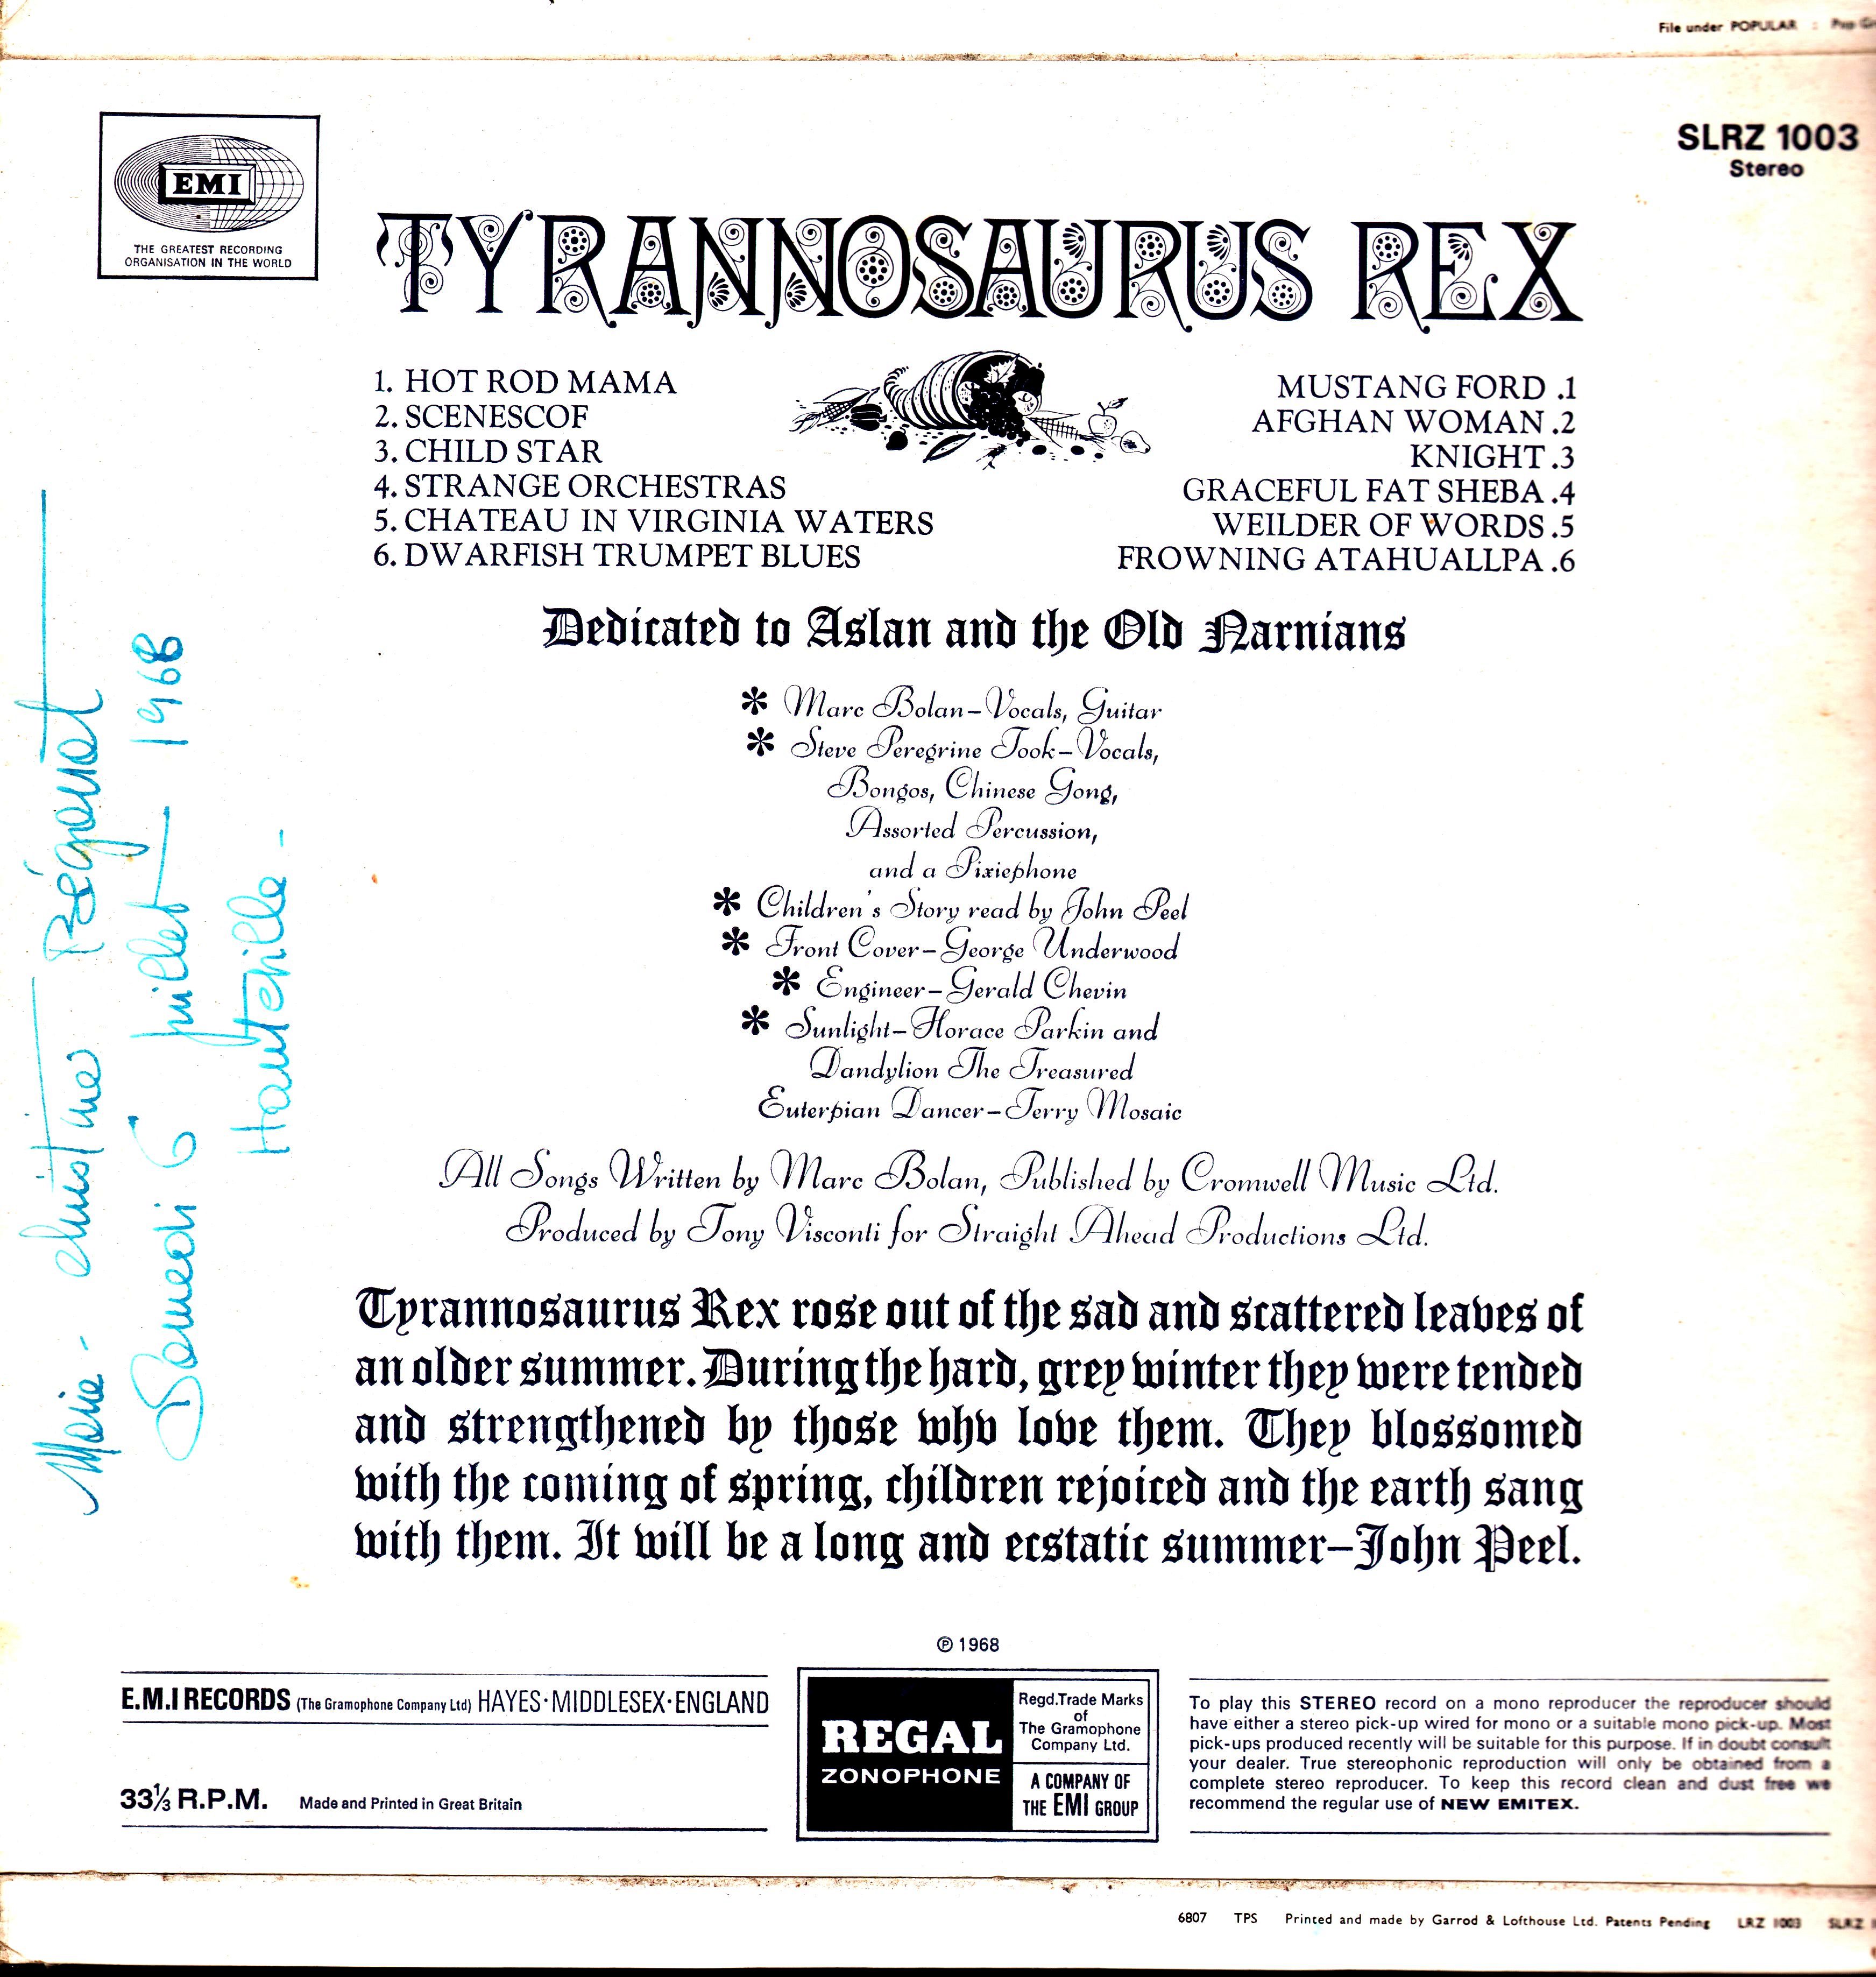 File under POPULAR : Pop
EMI
THE GREATEST RECORDING
ORGANISATION IN THE WORLD
SLRZ 1003
Stereo
TYRANNOSAURUS REX
1. HOT ROD MAMA
2. SCENESCOF
3. CHILD STAR
4. STRANGE ORCHESTRAS
5. CHATEAU IN VIRGINIA WATERS
6. DWARFISH TRUMPET BLUES
MUSTANG FORD .1
AFGHAN WOMAN .2
KNIGHT .3
GRACEFUL FAT SHEBA .4
WEILDER OF WORDS .5
FROWNING ATAHUALLPA .6
Dedicated to Aslan and the Old Narnians
* Marc Bolan–Vocals, Guitar
* Steve Peregrine Took–Vocals,
Bongos, Chinese Gong,
Assorted Percussion,
and a Pixiephone
* Children's Story read by John Peel
* Front Cover–George Underwood
* Engineer–Gerald Chevin
* Sunlight–Horace Parkin and
Dandylion The Treasured
Euterpian Dancer–Terry Mosaic
All Songs Written by Marc Bolan, Published by Cromwell Music Ltd.
Produced by Tony Visconti for Straight Ahead Productions Ltd.
Tyrannosaurus Rex rose out of the sad and scattered leaves of
an older summer. During the hard, grey winter they were tended
and strengthened by those who love them. They blossomed
with the coming of spring, children rejoiced and the earth sang
with them. It will be a long and ecstatic summer–John Peel.
Marie - christine
6 juillet 1968
Hauteville -
℗ 1968
E.M.I RECORDS (The Gramophone Company Ltd) HAYES·MIDDLESEX·ENGLAND
33⅓ R.P.M. Made and Printed in Great Britain
REGAL
ZONOPHONE
Regd.Trade Marks
of
The Gramophone
Company Ltd.
A COMPANY OF
THE EMI GROUP
To play this STEREO record on a mono reproducer the reproducer should
have either a stereo pick-up wired for mono or a suitable mono pick-up. Most
pick-ups produced recently will be suitable for this purpose. If in doubt consult
your dealer. True stereophonic reproduction will only be obtained from a
complete stereo reproducer. To keep this record clean and dust free we
recommend the regular use of NEW EMITEX.
6807 TPS Printed and made by Garrod & Lofthouse Ltd. Patents Pending LRZ 1003 SLRZ